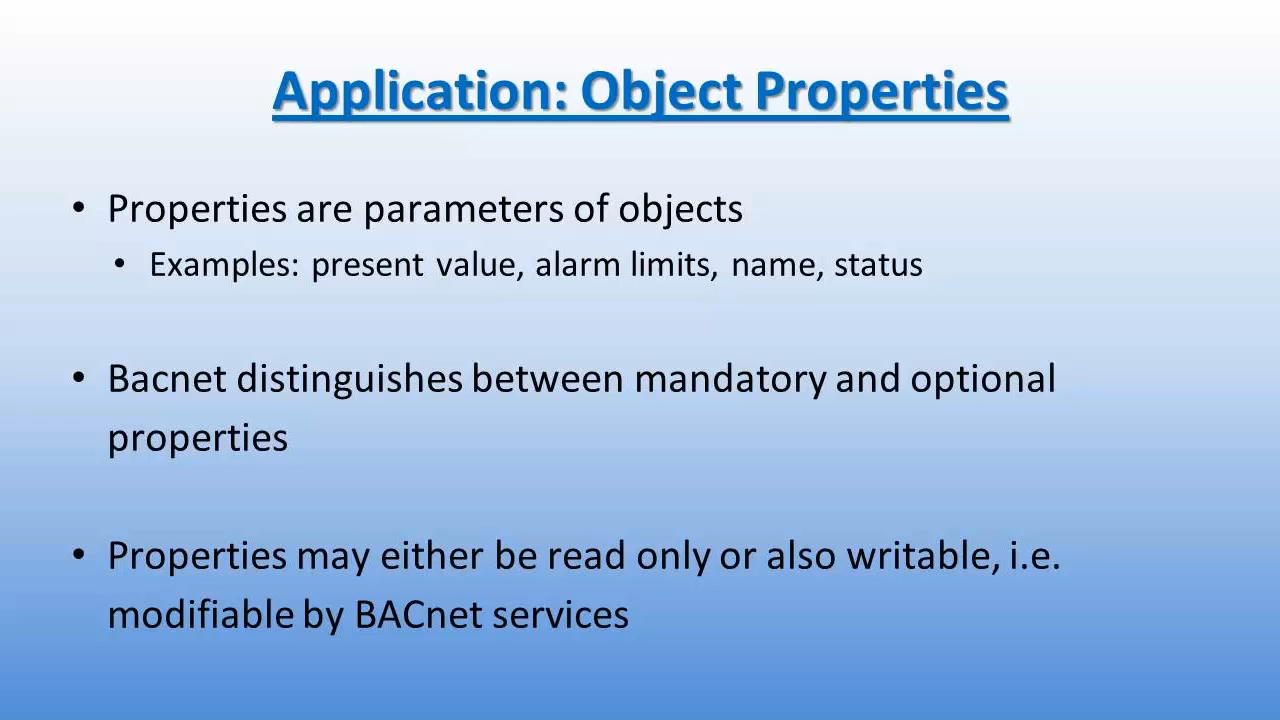 Application: Object Properties
• Properties are parameters of objects
• Examples: present value, alarm limits, name, status
• Bacnet distinguishes between mandatory and optional
properties
• Properties may either be read only or also writable, i.e.
modifiable by BACnet services